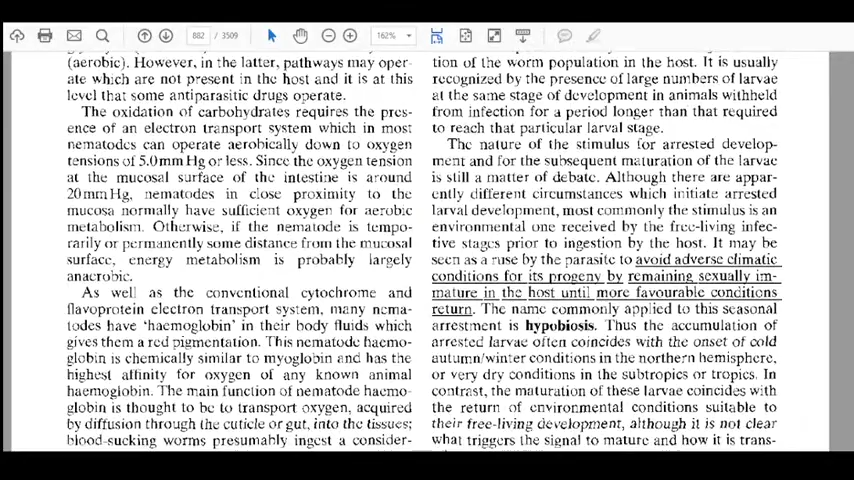 882 / 3509
162%
(aerobic). However, in the latter, pathways may oper-
ate which are not present in the host and it is at this
level that some antiparasitic drugs operate.
The oxidation of carbohydrates requires the pres-
ence of an electron transport system which in most
nematodes can operate aerobically down to oxygen
tensions of 5.0 mm Hg or less. Since the oxygen tension
at the mucosal surface of the intestine is around
20 mm Hg, nematodes in close proximity to the
mucosa normally have sufficient oxygen for aerobic
metabolism. Otherwise, if the nematode is tempo-
rarily or permanently some distance from the mucosal
surface, energy metabolism is probably largely
anaerobic.
As well as the conventional cytochrome and
flavoprotein electron transport system, many nema-
todes have 'haemoglobin' in their body fluids which
gives them a red pigmentation. This nematode haemo-
globin is chemically similar to myoglobin and has the
highest affinity for oxygen of any known animal
haemoglobin. The main function of nematode haemo-
globin is thought to be to transport oxygen, acquired
by diffusion through the cuticle or gut, into the tissues;
blood-sucking worms presumably ingest a consider-
tion of the worm population in the host. It is usually
recognized by the presence of large numbers of larvae
at the same stage of development in animals withheld
from infection for a period longer than that required
to reach that particular larval stage.
The nature of the stimulus for arrested develop-
ment and for the subsequent maturation of the larvae
is still a matter of debate. Although there are appar-
ently different circumstances which initiate arrested
larval development, most commonly the stimulus is an
environmental one received by the free-living infec-
tive stages prior to ingestion by the host. It may be
seen as a ruse by the parasite to avoid adverse climatic
conditions for its progeny by remaining sexually im-
mature in the host until more favourable conditions
return. The name commonly applied to this seasonal
arrestment is hypobiosis. Thus the accumulation of
arrested larvae often coincides with the onset of cold
autumn/winter conditions in the northern hemisphere,
or very dry conditions in the subtropics or tropics. In
contrast, the maturation of these larvae coincides with
the return of environmental conditions suitable to
their free-living development, although it is not clear
what triggers the signal to mature and how it is trans-